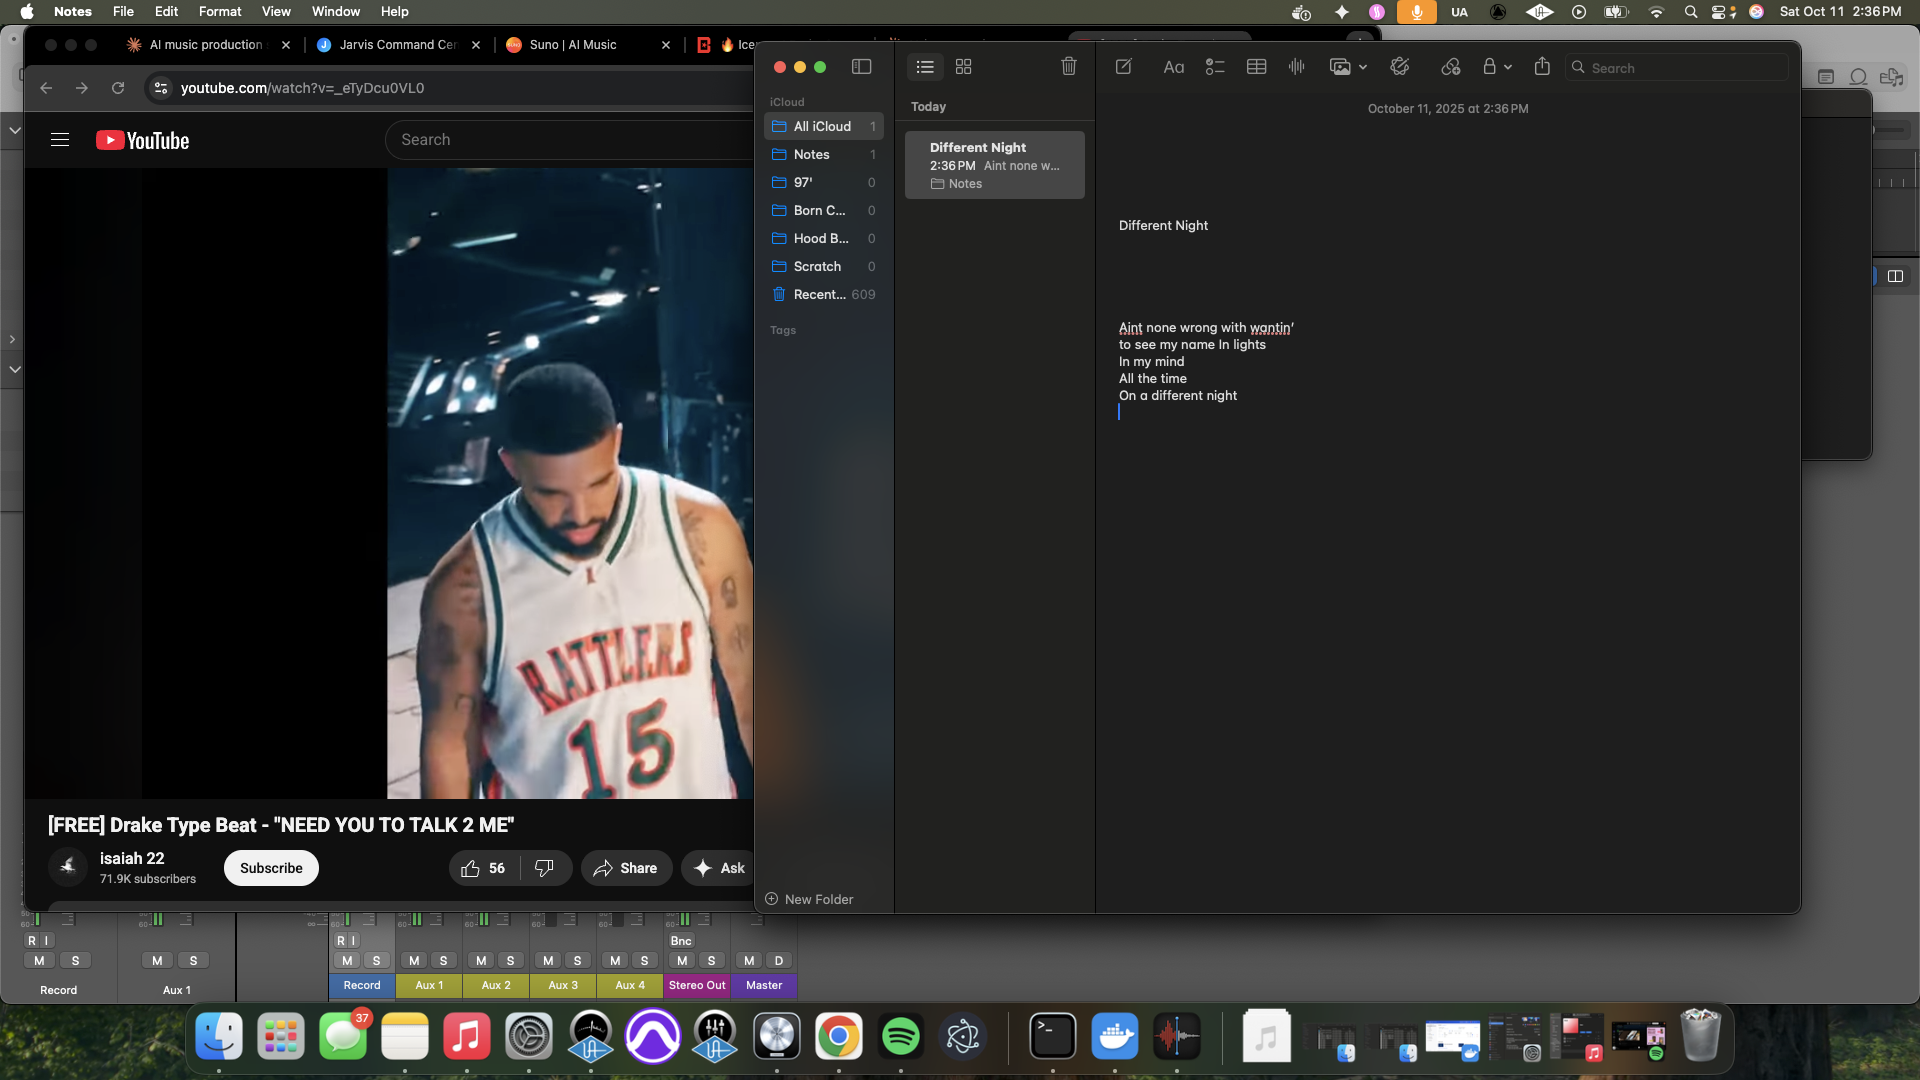 Notes File Edit Format View Window Help
UA Sat Oct 11 2:36 PM
AI music production
Jarvis Command Cen
Suno | AI Music
youtube.com/watch?v=_eTyDcu0VL0
YouTube
Search
RATTLERS
15
[FREE] Drake Type Beat - "NEED YOU TO TALK 2 ME"
isaiah 22
71.9K subscribers
Subscribe
56
Share
Ask
iCloud
All iCloud 1
Notes 1
97' 0
Born C... 0
Hood B... 0
Scratch 0
Recent... 609
Tags
New Folder
Today
Different Night
2:36 PM Aint none w...
Notes
Aa
Search
October 11, 2025 at 2:36 PM
Different Night
Aint none wrong with wantin'
to see my name In lights
In my mind
All the time
On a different night
R I R I Bnc
M S M S M S M S M S M S M S M S M D
Record Aux 1 Record Aux 1 Aux 2 Aux 3 Aux 4 Stereo Out Master
37